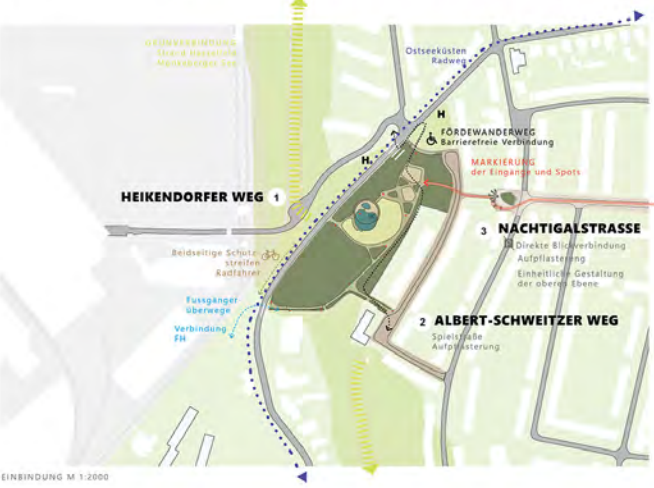 Ostseeküsten
Radweg
H
FÖRDEWANDERWEG
Barrierefreie Verbindung
H.
MARKIERUNG
der Eingänge und Spots
HEIKENDORFER WEG 1
3 NACHTIGALSTRASSE
Direkte Blickverbindung
Aufpflasterung
Einheitliche Gestaltung
der oberen Ebene
Beidseitige Schutz-
streifen
Radfahrer
Fussgänger
überwege
Verbindung
FH
2 ALBERT-SCHWEITZER WEG
Spielstraße
Aufpflasterung
EINBINDUNG M 1:2000